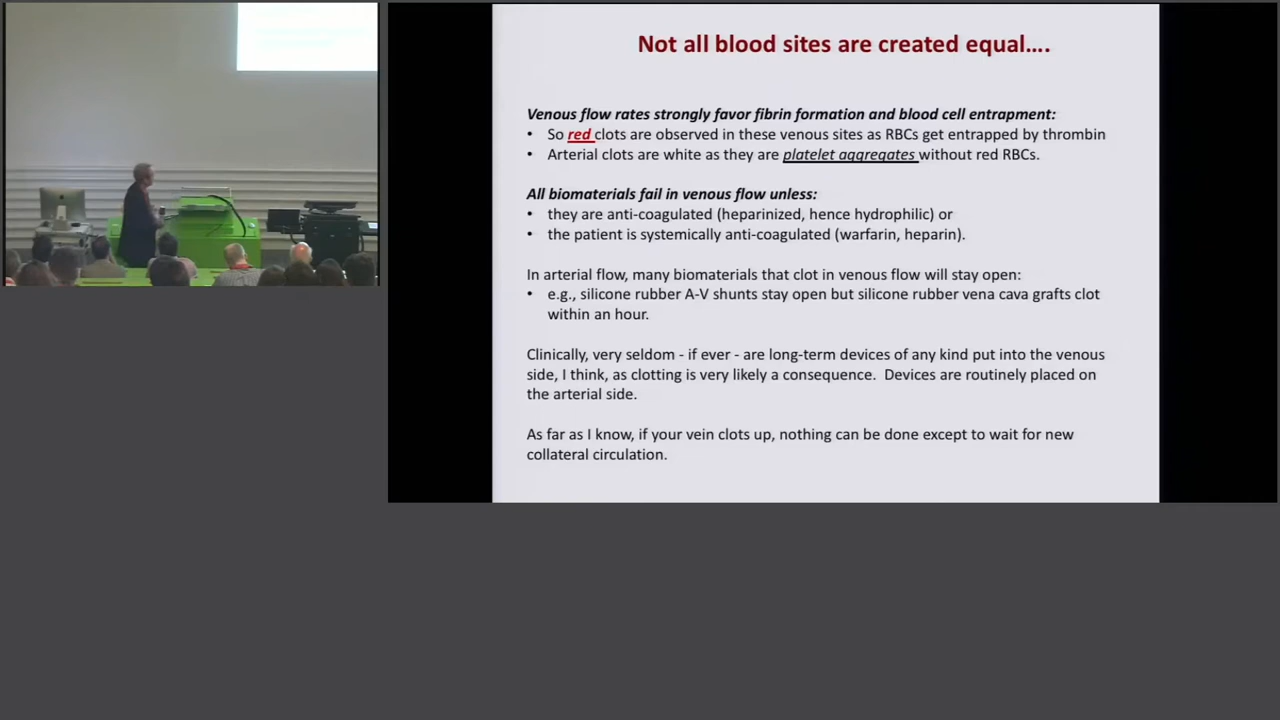 Not all blood sites are created equal….
Venous flow rates strongly favor fibrin formation and blood cell entrapment:
• So red clots are observed in these venous sites as RBCs get entrapped by thrombin
• Arterial clots are white as they are platelet aggregates without red RBCs.
All biomaterials fail in venous flow unless:
• they are anti-coagulated (heparinized, hence hydrophilic) or
• the patient is systemically anti-coagulated (warfarin, heparin).
In arterial flow, many biomaterials that clot in venous flow will stay open:
• e.g., silicone rubber A-V shunts stay open but silicone rubber vena cava grafts clot
within an hour.
Clinically, very seldom - if ever - are long-term devices of any kind put into the venous
side, I think, as clotting is very likely a consequence.  Devices are routinely placed on
the arterial side.
As far as I know, if your vein clots up, nothing can be done except to wait for new
collateral circulation.